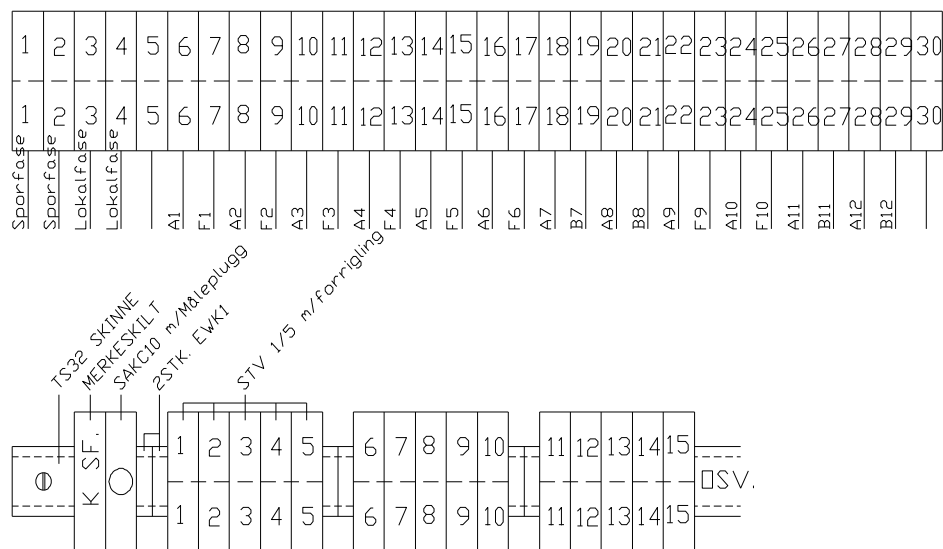 1 2 3 4 5 6 7 8 9 10 11 12 13 14 15 16 17 18 19 20 21 22 23 24 25 26 27 28 29 30
1 2 3 4 5 6 7 8 9 10 11 12 13 14 15 16 17 18 19 20 21 22 23 24 25 26 27 28 29 30
Sporfase
Sporfase
Lokalfase
Lokalfase
A1
F1
A2
F2
A3
F3
A4
F4
A5
F5
A6
F6
A7
B7
A8
B8
A9
F9
A10
F10
A11
B11
A12
B12
TS32 SKINNE
MERKESKILT
SAKC10 m/Måleplugg
2STK. EWK1
STV 1/5 m/forrigling
K SF.
1 2 3 4 5 6 7 8 9 10 11 12 13 14 15
OSV.
1 2 3 4 5 6 7 8 9 10 11 12 13 14 15